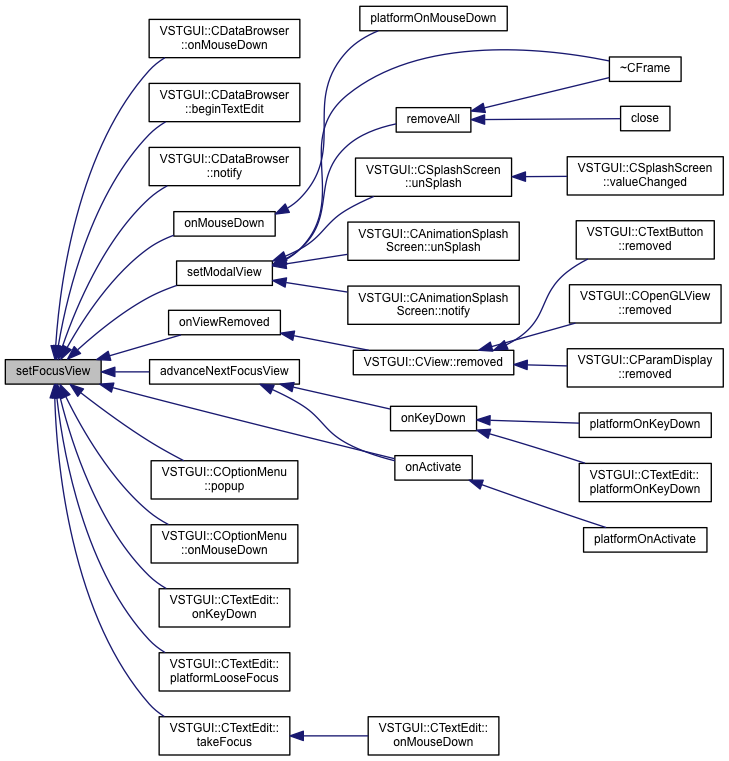 platformOnMouseDown
VSTGUI::CDataBrowser
::onMouseDown
~CFrame
VSTGUI::CDataBrowser
::beginTextEdit
removeAll
close
VSTGUI::CDataBrowser
::notify
VSTGUI::CSplashScreen
::unSplash
VSTGUI::CSplashScreen
::valueChanged
onMouseDown
VSTGUI::CAnimationSplash
Screen::unSplash
VSTGUI::CTextButton
::removed
setModalView
VSTGUI::CAnimationSplash
Screen::notify
VSTGUI::COpenGLView
::removed
onViewRemoved
VSTGUI::CView::removed
VSTGUI::CParamDisplay
::removed
setFocusView
advanceNextFocusView
onKeyDown
platformOnKeyDown
onActivate
VSTGUI::CTextEdit::
platformOnKeyDown
VSTGUI::COptionMenu
::popup
platformOnActivate
VSTGUI::COptionMenu
::onMouseDown
VSTGUI::CTextEdit::
onKeyDown
VSTGUI::CTextEdit::
platformLooseFocus
VSTGUI::CTextEdit::
takeFocus
VSTGUI::CTextEdit::
onMouseDown